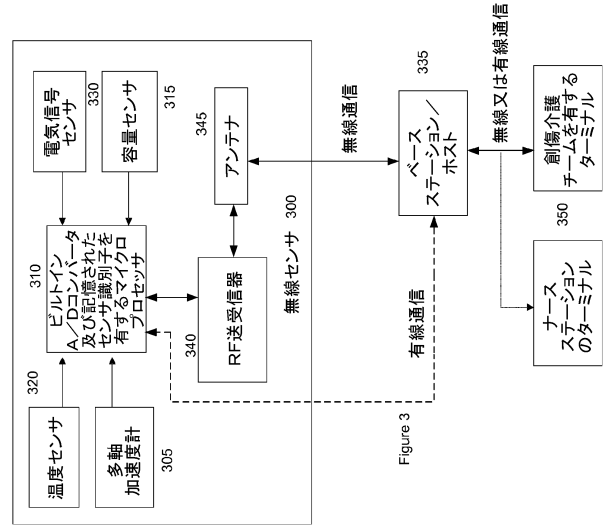 330
電気信号
センサ
315
容量センサ
345
アンテナ
無線通信
335
ベース
ステーション／
ホスト
無線又は有線通信
創傷介護
チームを有する
ターミナル
350
ナース
ステーション
のターミナル
310
ビルトイン
A／Dコンバータ
及び記憶された
センサ識別子を
有するマイクロ
プロセッサ
340
RF送受信器
無線センサ 300
有線通信
320
温度センサ
多軸
加速度計
305
Figure 3